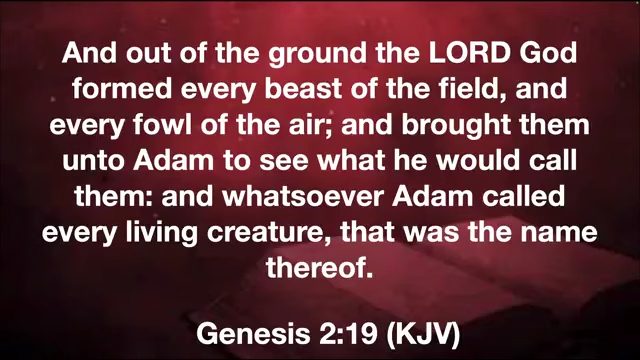 And out of the ground the LORD God
formed every beast of the field, and
every fowl of the air; and brought them
unto Adam to see what he would call
them: and whatsoever Adam called
every living creature, that was the name
thereof.
Genesis 2:19 (KJV)